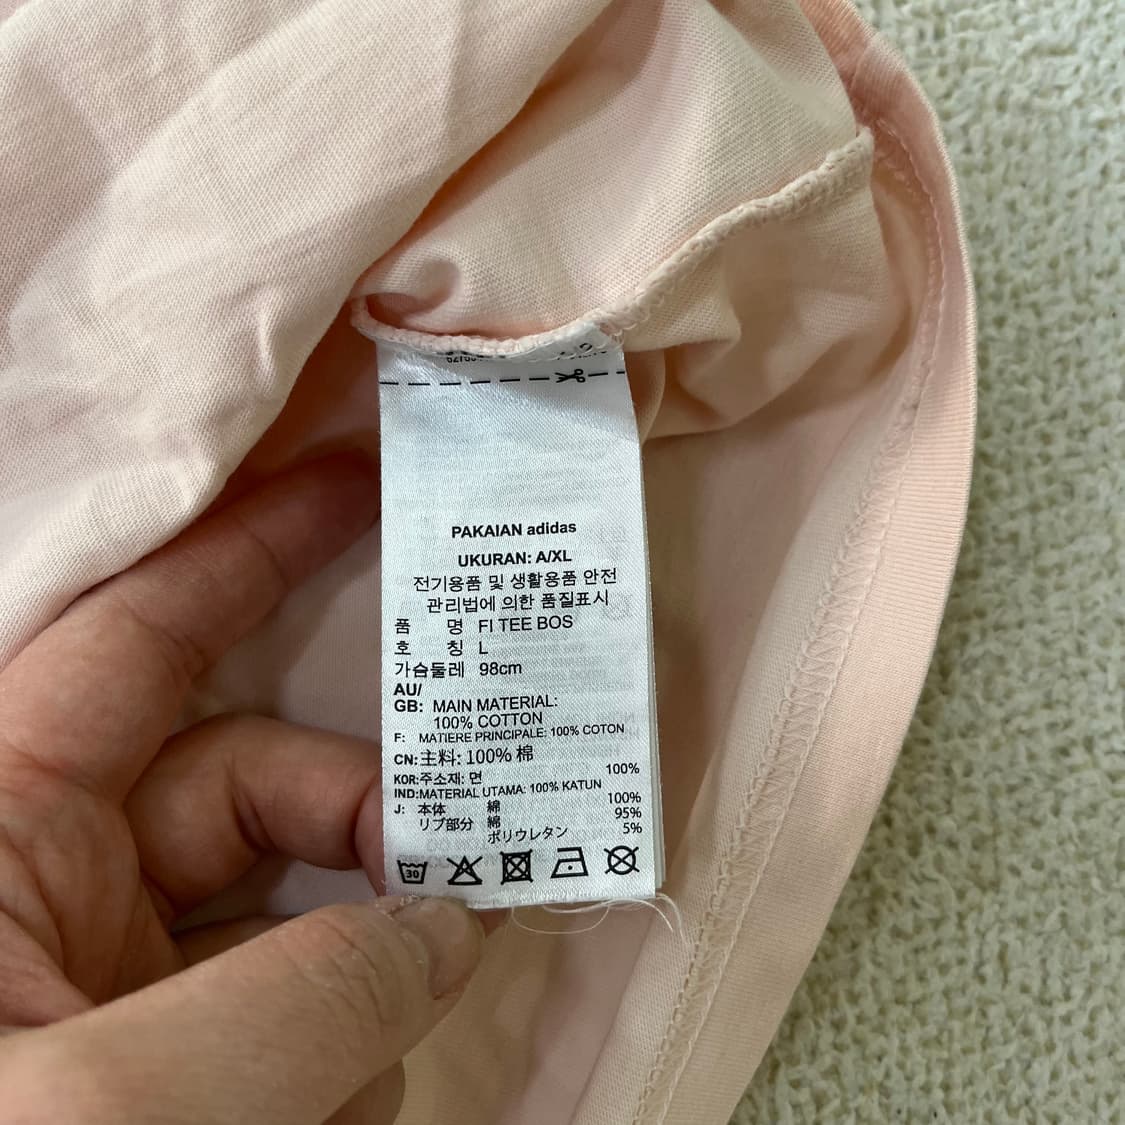 PAKAIAN adidas
UKURAN: A/XL
전기용품 및 생활용품 안전
관리법에 의한 품질표시
품 명 FI TEE BOS
호 칭 L
가슴둘레 98cm
AU/
GB: MAIN MATERIAL:
100% COTTON
F: MATIERE PRINCIPALE: 100% COTON
CN: 主料: 100% 棉
KOR: 주소재: 면 100%
IND: MATERIAL UTAMA: 100% KATUN
J: 本体 綿 100%
リブ部分 綿 95%
ポリウレタン 5%
30